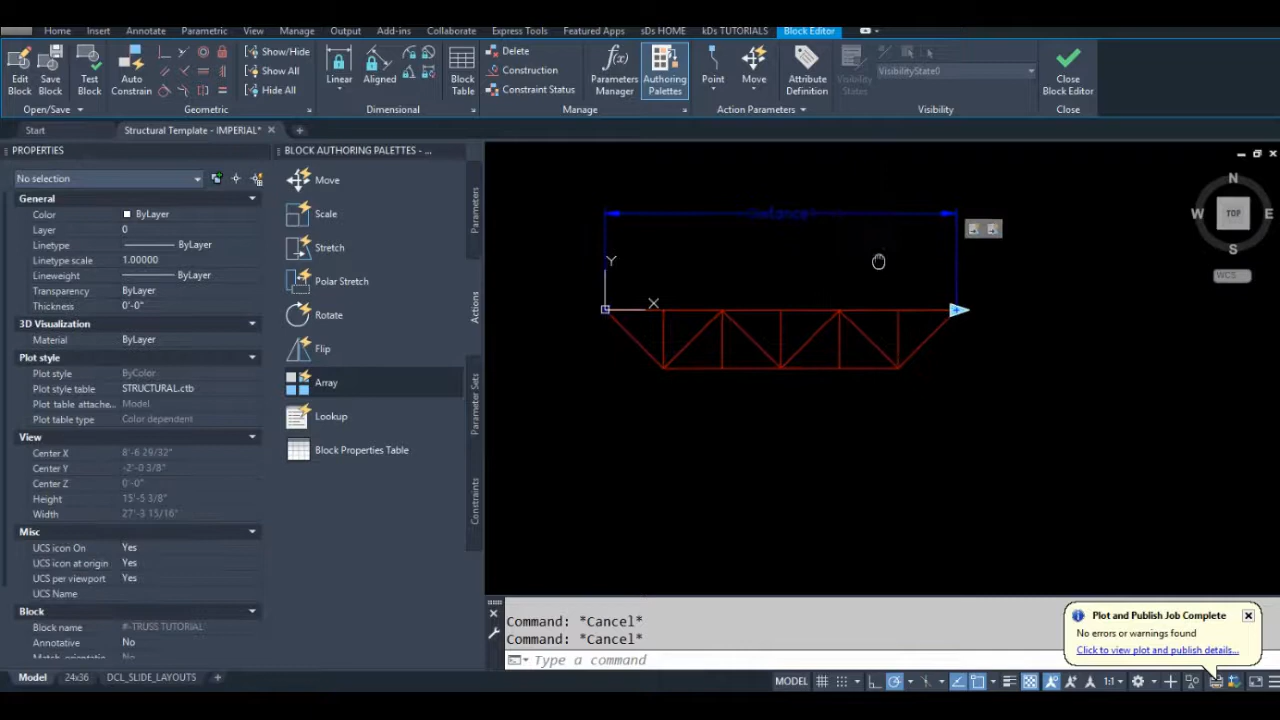 Home Insert Annotate Parametric View Manage Output Add-ins Collaborate Express Tools Featured Apps sDs HOME kDs TUTORIALS Block Editor
Edit Block
Save Block
Test Block
Auto Constrain
Show/Hide
Show All
Hide All
Linear
Aligned
Block Table
Delete
Construction
Constraint Status
Parameters Manager
Authoring Palettes
Point
Move
Attribute Definition
Visibility States
VisibilityState0
Close Block Editor
Open/Save Geometric Dimensional Manage Action Parameters Visibility Close
Start Structural Template - IMPERIAL*
PROPERTIES
No selection
General
Color ByLayer
Layer 0
Linetype ByLayer
Linetype scale 1.00000
Lineweight ByLayer
Transparency ByLayer
Thickness 0'-0"
3D Visualization
Material ByLayer
Plot style
Plot style ByColor
Plot style table STRUCTURAL.ctb
Plot table attache... Model
Plot table type Color dependent
View
Center X 8'-6 29/32"
Center Y -2'-0 3/8"
Center Z 0'-0"
Height 15'-5 3/8"
Width 27'-3 15/16"
Misc
UCS icon On Yes
UCS icon at origin Yes
UCS per viewport Yes
UCS Name
Block
Block name #-TRUSS TUTORIAL
Annotative No
BLOCK AUTHORING PALETTES - ...
Move
Scale
Stretch
Polar Stretch
Rotate
Flip
Array
Lookup
Block Properties Table
Parameters
Actions
Parameter Sets
Constraints
Y
X
N
W TOP E
S
WCS
Command: *Cancel*
Command: *Cancel*
Type a command
Plot and Publish Job Complete
No errors or warnings found
Click to view plot and publish details...
Model 24x36 DCL_SLIDE_LAYOUTS
MODEL 1:1